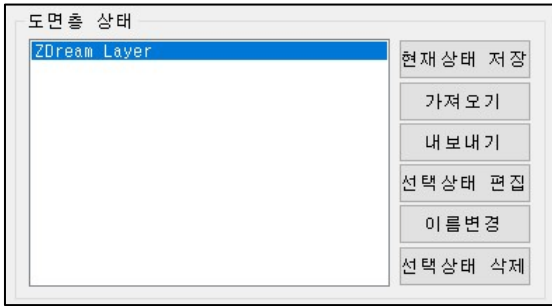 도면층 상태
ZDream Layer
현재상태 저장
가져오기
내보내기
선택상태 편집
이름변경
선택상태 삭제